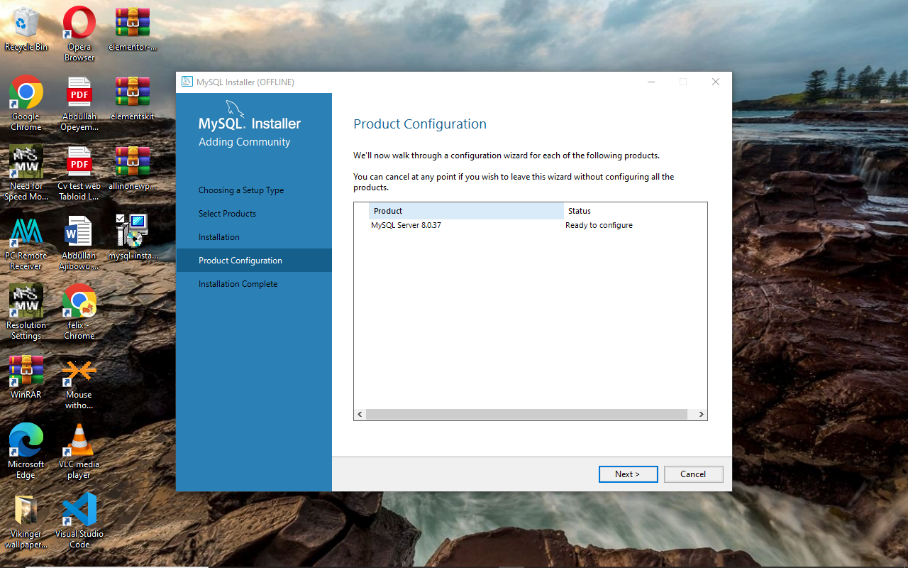 Recycle Bin
Opera
Browser
elementor-...
Google
Chrome
PDF
Abdullah
Opeyem...
elementskit
Need for
Speed Mo...
PDF
Cv test web
Tabloid L...
allinonewp...
PC Remote
Receiver
Abdullah
Ajibowu...
mysql-insta...
Resolution
Settings
felix -
Chrome
WinRAR
Mouse
witho...
Microsoft
Edge
VLC media
player
Vikinger
wallpaper...
Visual Studio
Code
MySQL Installer (OFFLINE)
MySQL. Installer
Adding Community
Choosing a Setup Type
Select Products
Installation
Product Configuration
Installation Complete
Product Configuration
We'll now walk through a configuration wizard for each of the following products.
You can cancel at any point if you wish to leave this wizard without configuring all the
products.
Product Status
MySQL Server 8.0.37 Ready to configure
Next >
Cancel